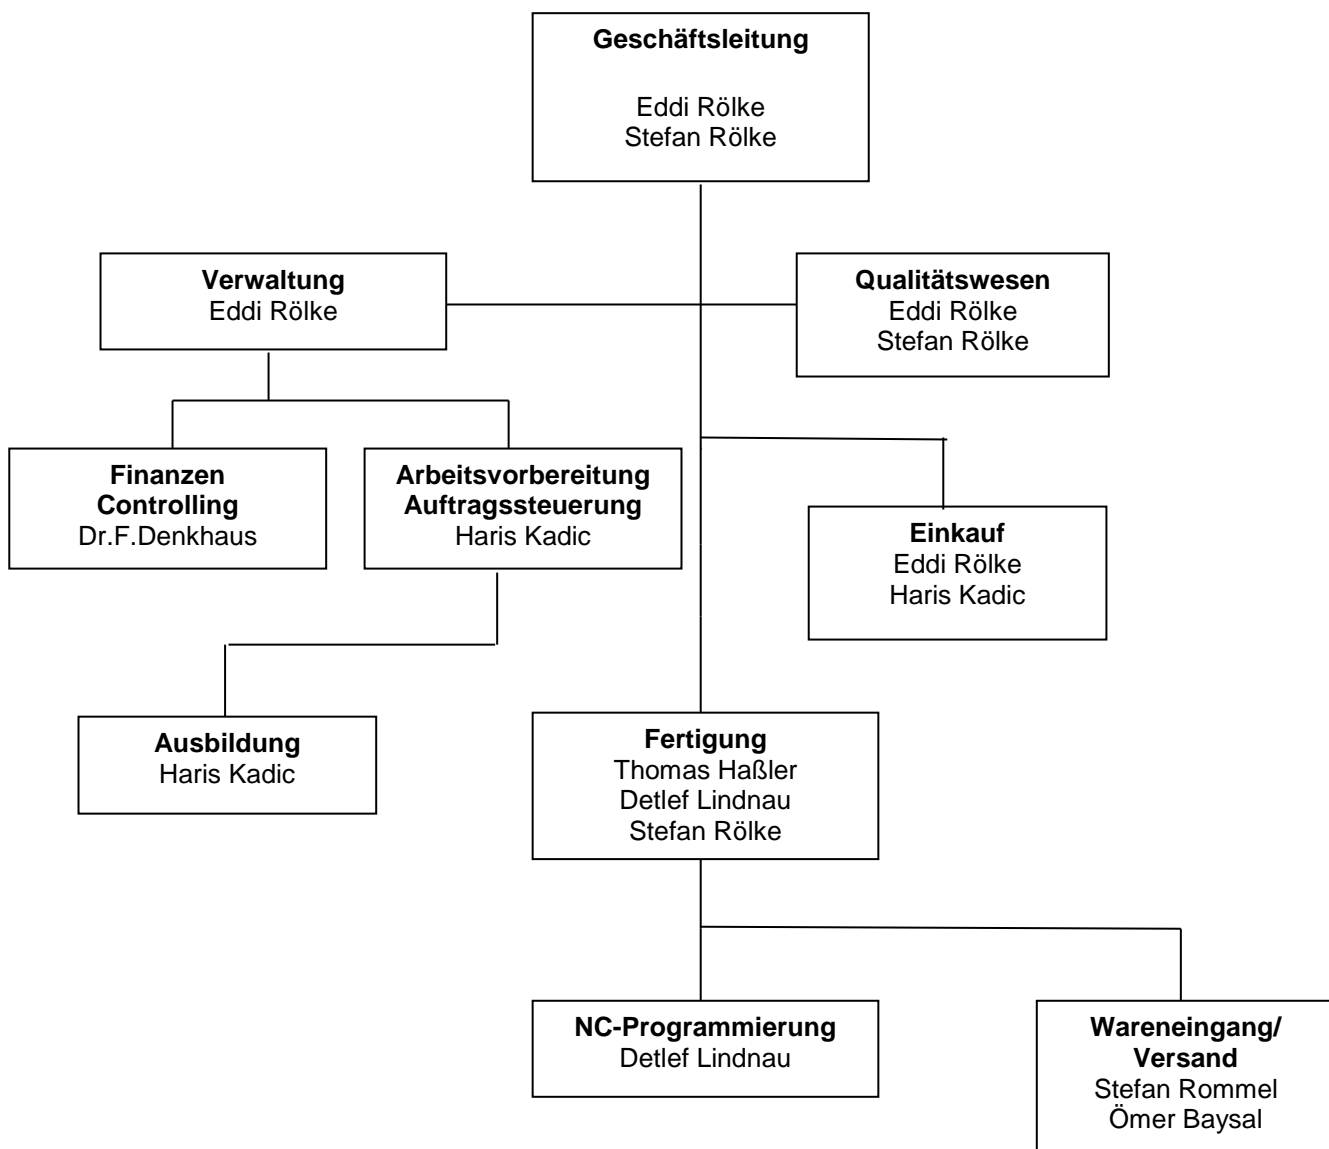 Geschäftsleitung
Eddi Rölke
Stefan Rölke
Verwaltung
Eddi Rölke
Qualitätswesen
Eddi Rölke
Stefan Rölke
Finanzen
Controlling
Dr.F.Denkhaus
Arbeitsvorbereitung
Auftragssteuerung
Haris Kadic
Einkauf
Eddi Rölke
Haris Kadic
Ausbildung
Haris Kadic
Fertigung
Thomas Haßler
Detlef Lindnau
Stefan Rölke
NC-Programmierung
Detlef Lindnau
Wareneingang/
Versand
Stefan Rommel
Ömer Baysal